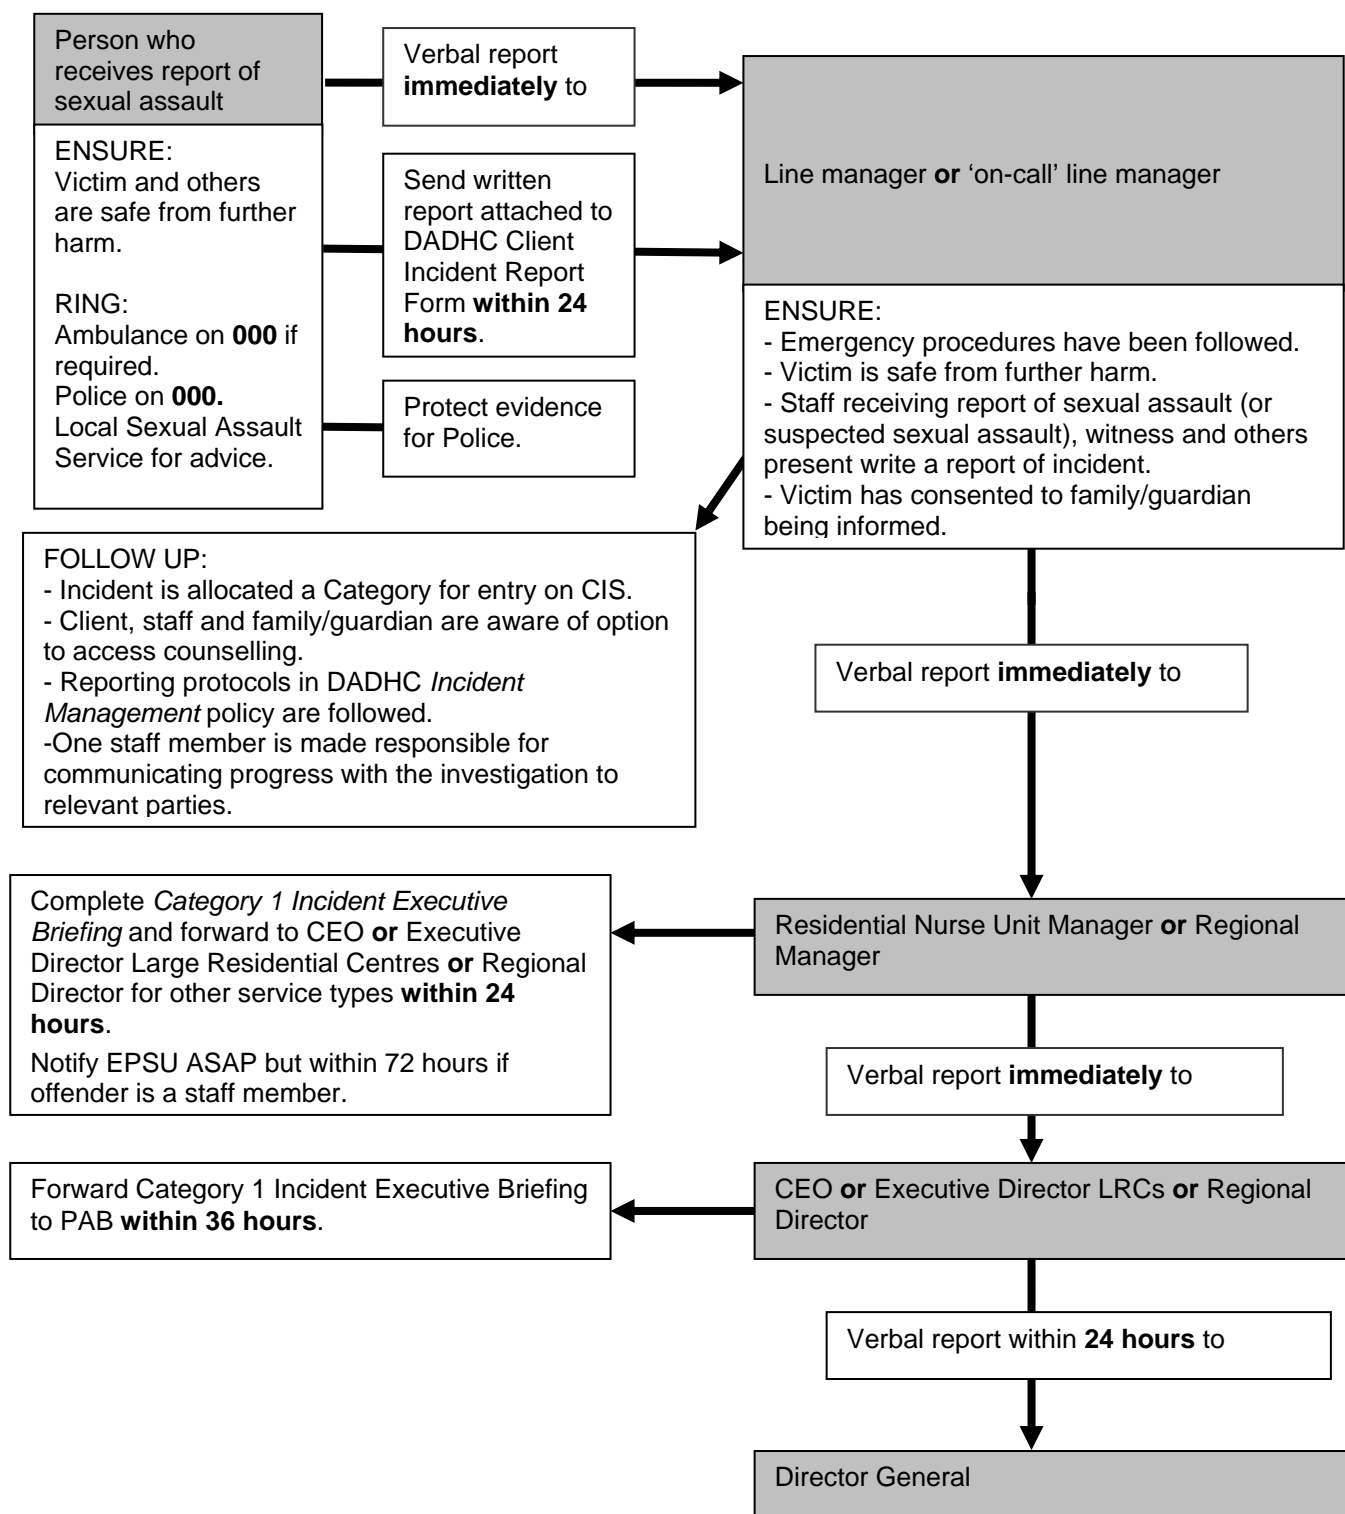 Person who
receives report of
sexual assault
Verbal report
immediately to
Line manager or ‘on-call’ line manager
ENSURE:
Victim and others
are safe from further
harm.
RING:
Ambulance on 000 if
required.
Police on 000.
Local Sexual Assault
Service for advice.
Send written
report attached to
DADHC Client
Incident Report
Form within 24
hours.
Protect evidence
for Police.
ENSURE:
- Emergency procedures have been followed.
- Victim is safe from further harm.
- Staff receiving report of sexual assault (or
suspected sexual assault), witness and others
present write a report of incident.
- Victim has consented to family/guardian
being informed.
FOLLOW UP:
- Incident is allocated a Category for entry on CIS.
- Client, staff and family/guardian are aware of option
to access counselling.
- Reporting protocols in DADHC Incident
Management policy are followed.
-One staff member is made responsible for
communicating progress with the investigation to
relevant parties.
Verbal report immediately to
Residential Nurse Unit Manager or Regional
Manager
Complete Category 1 Incident Executive
Briefing and forward to CEO or Executive
Director Large Residential Centres or Regional
Director for other service types within 24
hours.
Notify EPSU ASAP but within 72 hours if
offender is a staff member.
Verbal report immediately to
CEO or Executive Director LRCs or Regional
Director
Forward Category 1 Incident Executive Briefing
to PAB within 36 hours.
Verbal report within 24 hours to
Director General